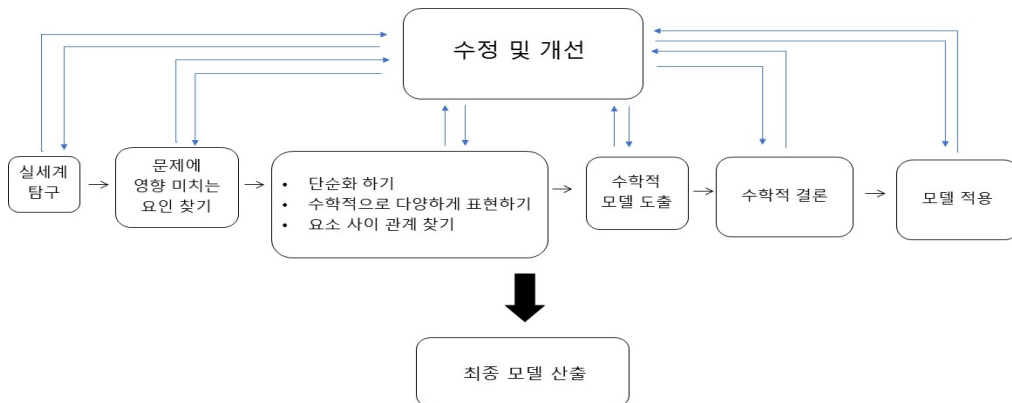 수정 및 개선
실세계
탐구
문제에
영향 미치는
요인 찾기
• 단순화 하기
• 수학적으로 다양하게 표현하기
• 요소 사이 관계 찾기
수학적
모델 도출
수학적 결론
모델 적용
최종 모델 산출